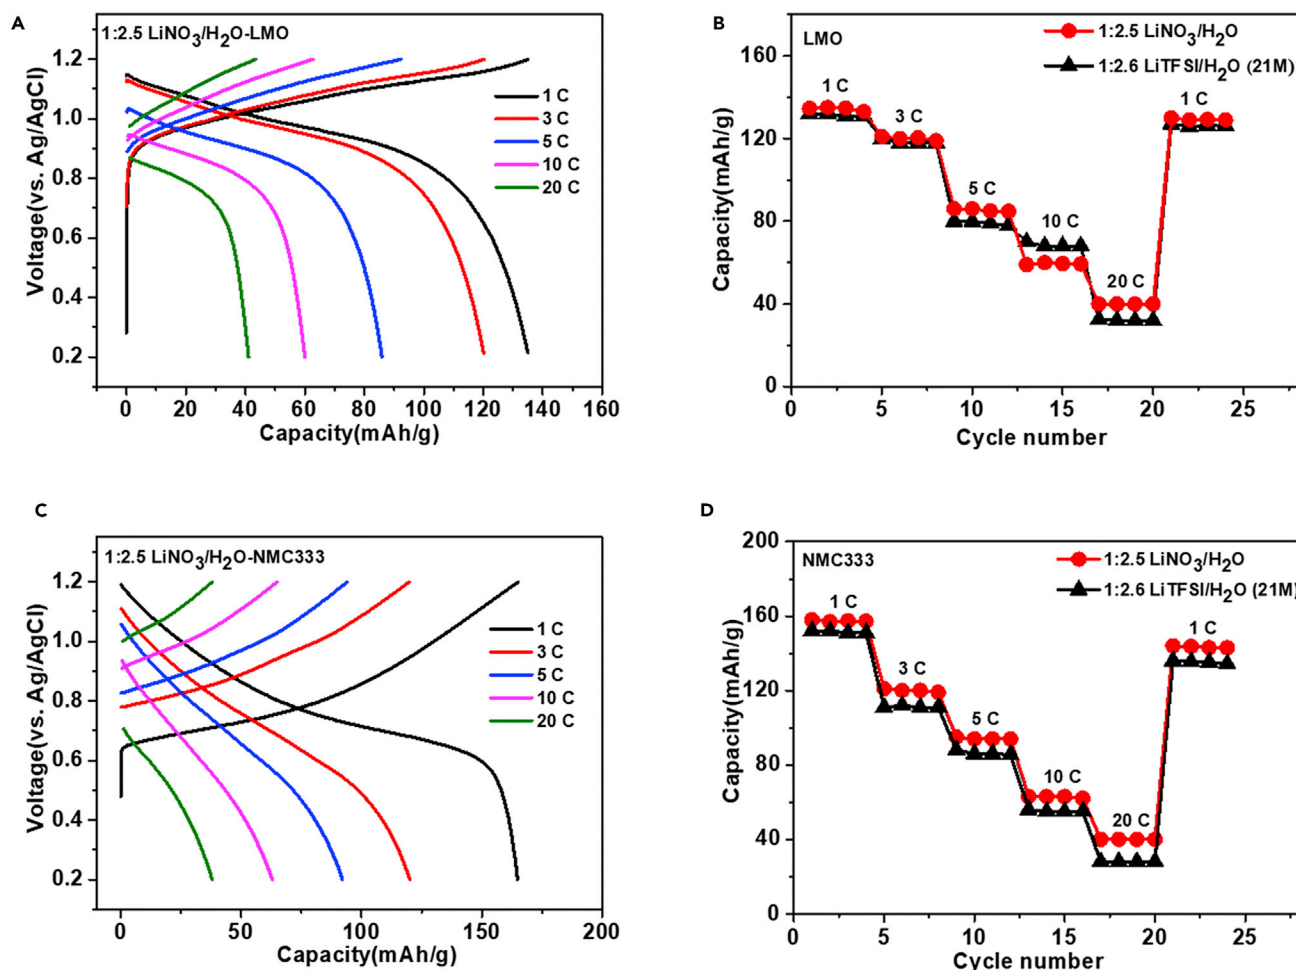 A
1:2.5 LiNO3/H2O-LMO
1 C
3 C
5 C
10 C
20 C
Voltage(vs. Ag/AgCl)
1.2
1.0
0.8
0.6
0.4
0.2
0 20 40 60 80 100 120 140 160
Capacity(mAh/g)
B
LMO
1:2.5 LiNO3/H2O
1:2.6 LiTFSI/H2O (21M)
1 C
3 C
5 C
10 C
20 C
1 C
Capacity(mAh/g)
180
120
80
40
0
0 5 10 15 20 25
Cycle number
C
1:2.5 LiNO3/H2O-NMC333
1 C
3 C
5 C
10 C
20 C
Voltage(vs. Ag/AgCl)
1.2
1.0
0.8
0.6
0.4
0.2
0 50 100 150 200
Capacity(mAh/g)
D
NMC333
1:2.5 LiNO3/H2O
1:2.6 LiTFSI/H2O (21M)
1 C
3 C
5 C
10 C
20 C
1 C
Capacity(mAh/g)
200
160
120
80
40
0
0 5 10 15 20 25
Cycle number